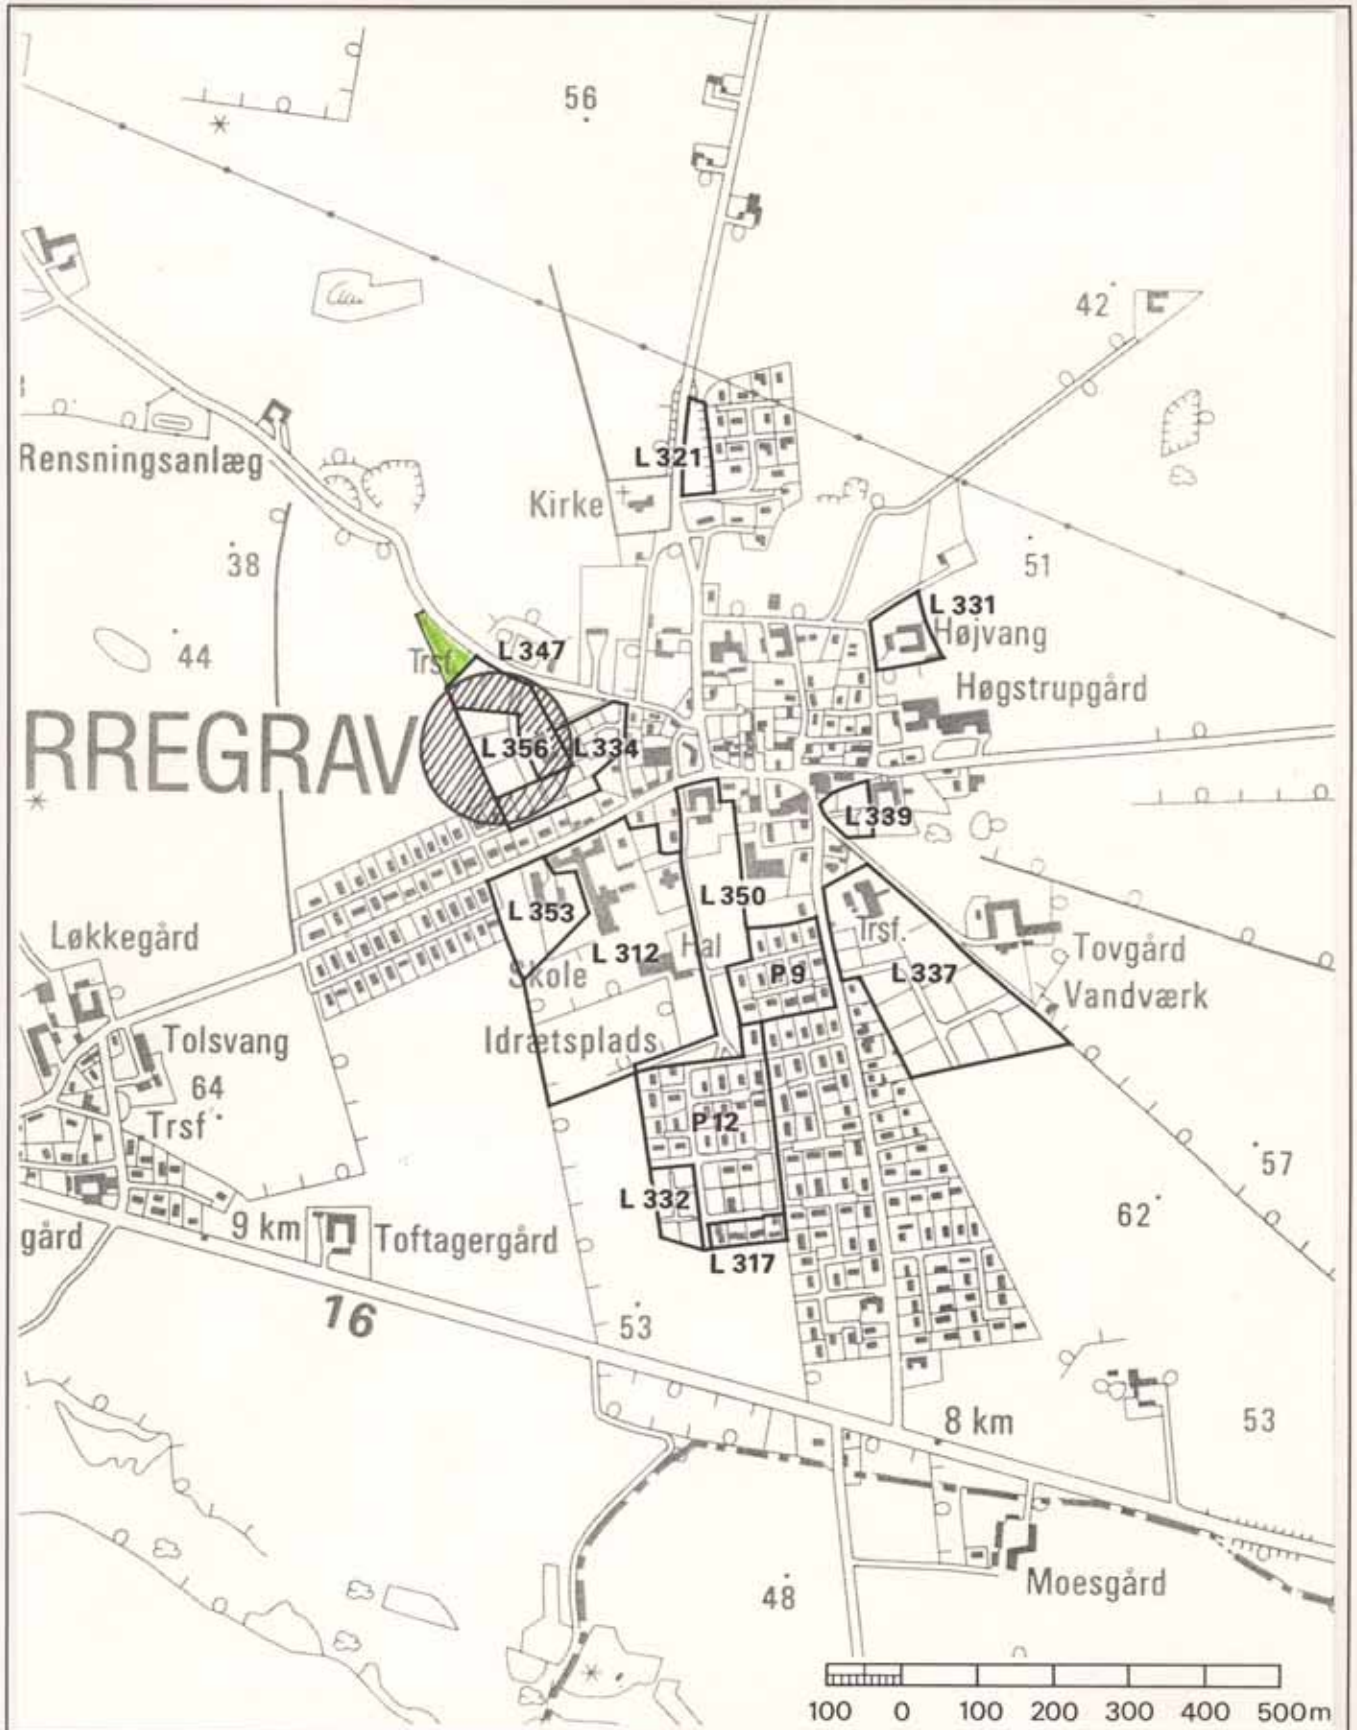 56
42
L 321
Rensningsanlæg
Kirke
38
51
L 331
Højvang
44
Trsf.
L 347
Høgstrupgård
RREGRAV
L 356
L 334
L 339
L 353
L 350
Løkkegård
L 312
Hal
Trsf.
Skole
P 9
L 337
Tovgård
Vandværk
Tolsvang
Idrætsplads
64
Trsf
P 12
57
L 332
62
gård
9 km
Toftagergård
L 317
16
53
8 km
53
48
Moesgård
100 0 100 200 300 400 500m